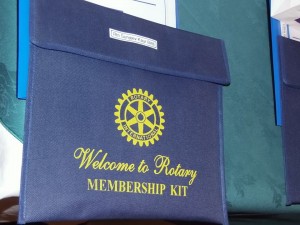 ROTARY
INTERNATIONAL
Welcome to Rotary
MEMBERSHIP KIT